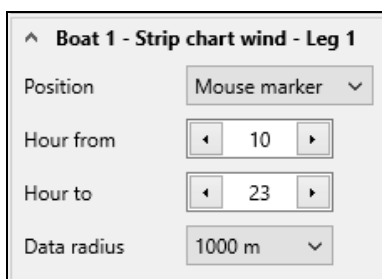 Boat 1 - Strip chart wind - Leg 1
Position Mouse marker
Hour from 10
Hour to 23
Data radius 1000 m